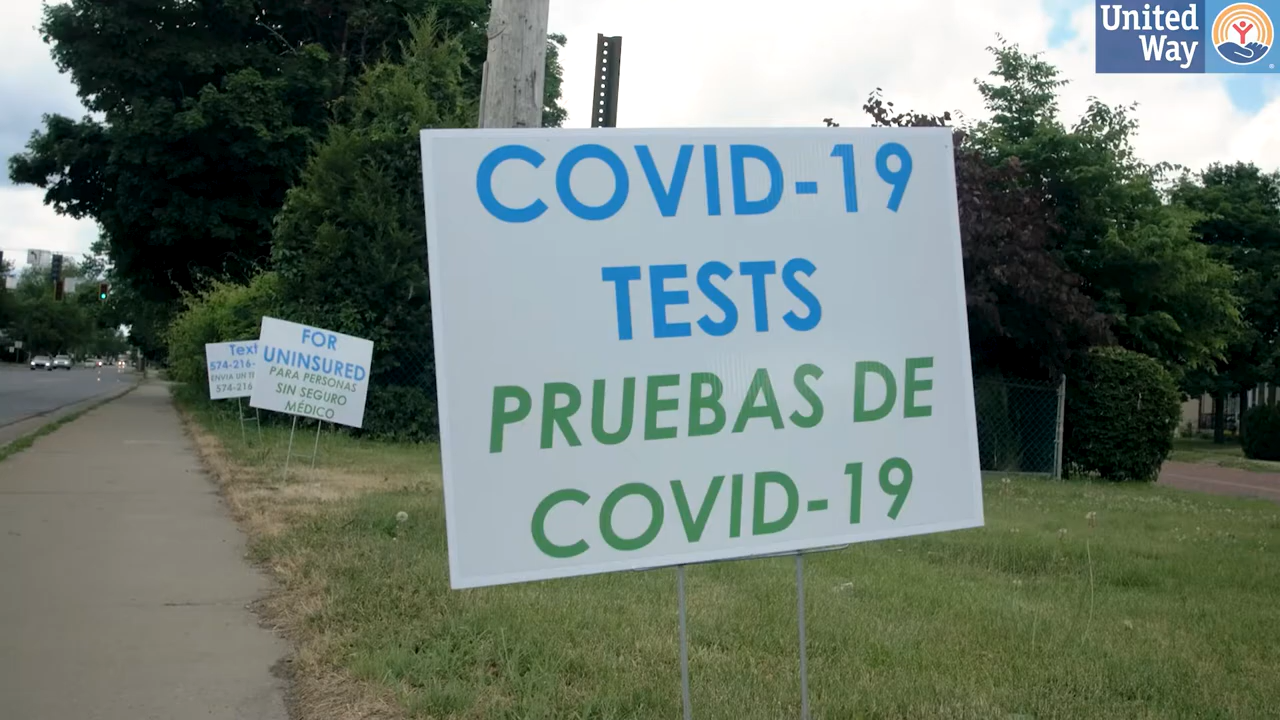 United
Way
COVID-19
TESTS
PRUEBAS DE
COVID-19
FOR
UNINSURED
PARA PERSONAS
SIN SEGURO
MÉDICO
Text
574-216-
ENVIA UN
574-216